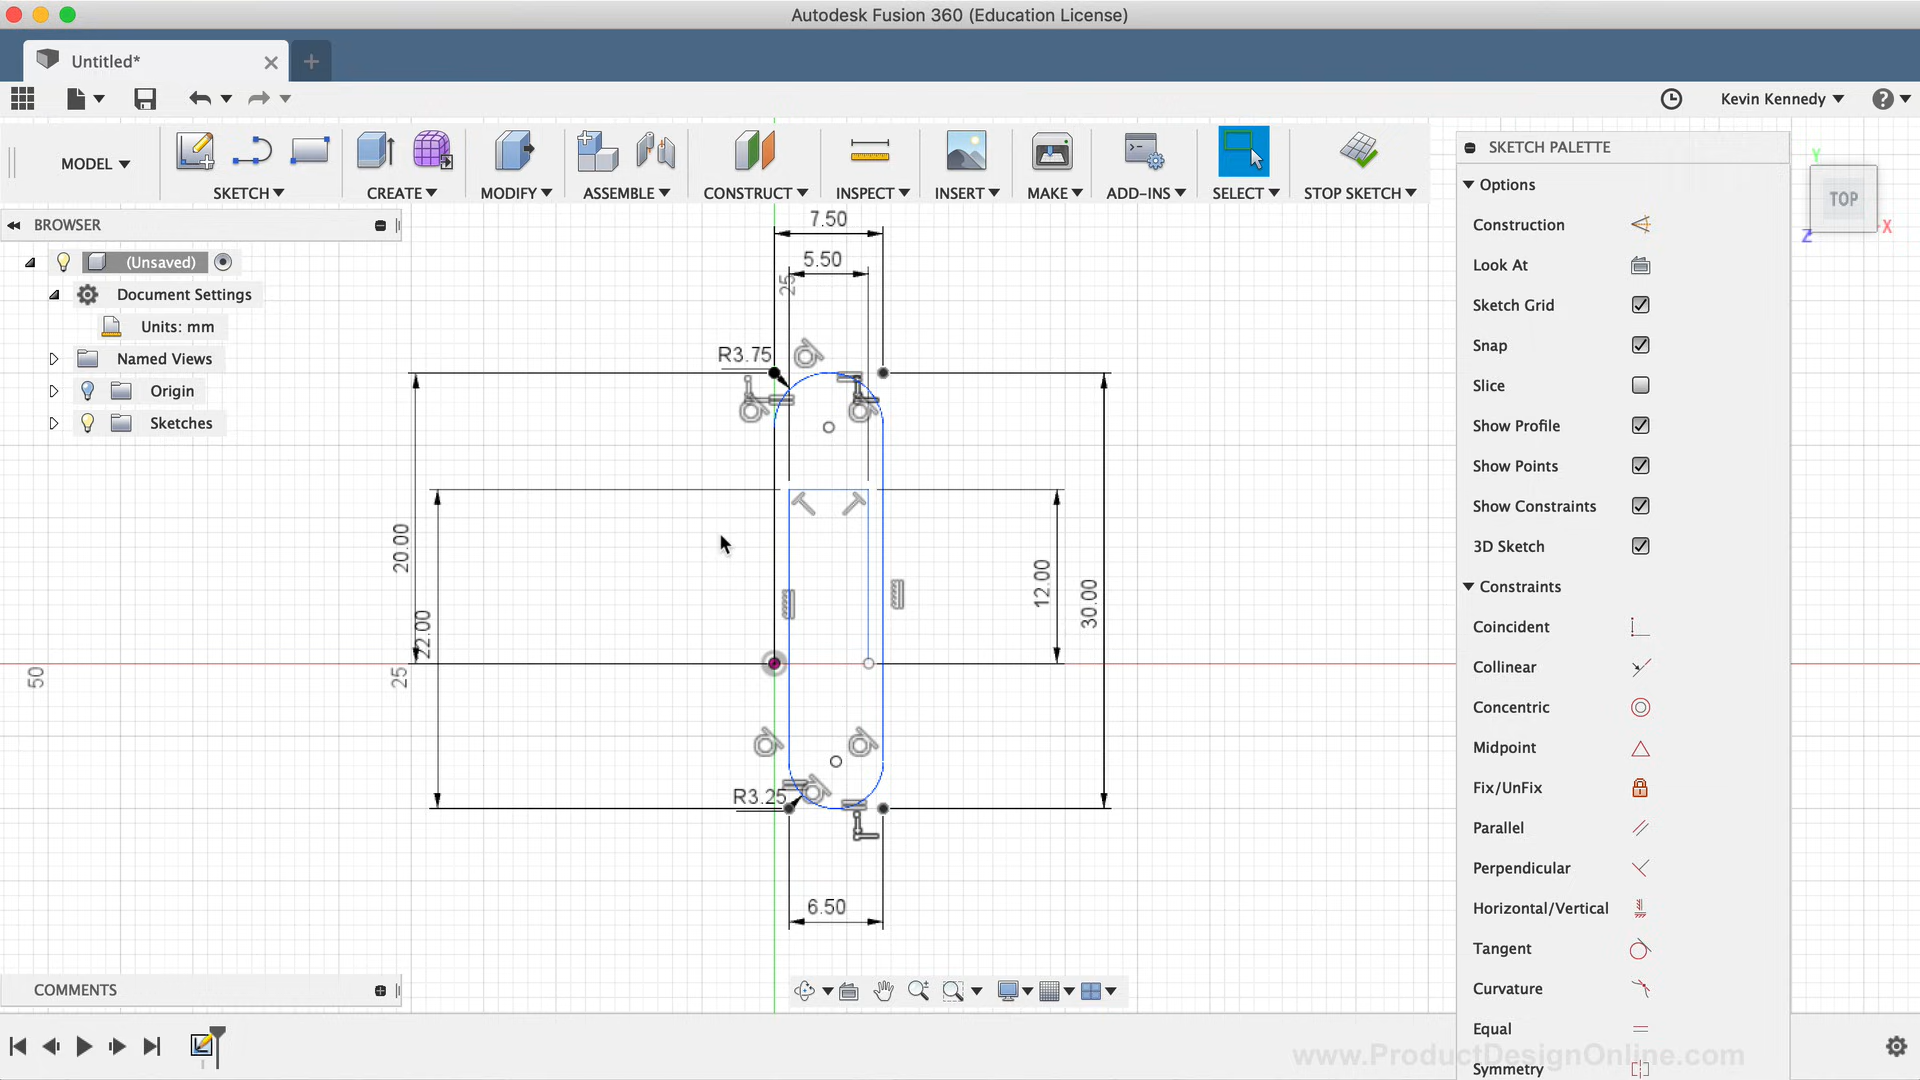 Autodesk Fusion 360 (Education License)
Untitled*
Kevin Kennedy
MODEL
SKETCH
CREATE
MODIFY
ASSEMBLE
CONSTRUCT
INSPECT
INSERT
MAKE
ADD-INS
SELECT
STOP SKETCH
BROWSER
(Unsaved)
Document Settings
Units: mm
Named Views
Origin
Sketches
7.50
5.50
25
R3.75
20.00
22.00
12.00
30.00
50
25
R3.25
6.50
SKETCH PALETTE
Options
Construction
Look At
Sketch Grid
Snap
Slice
Show Profile
Show Points
Show Constraints
3D Sketch
Constraints
Coincident
Collinear
Concentric
Midpoint
Fix/UnFix
Parallel
Perpendicular
Horizontal/Vertical
Tangent
Curvature
Equal
Symmetry
Y
TOP
X
Z
COMMENTS
www.ProductDesignOnline.com